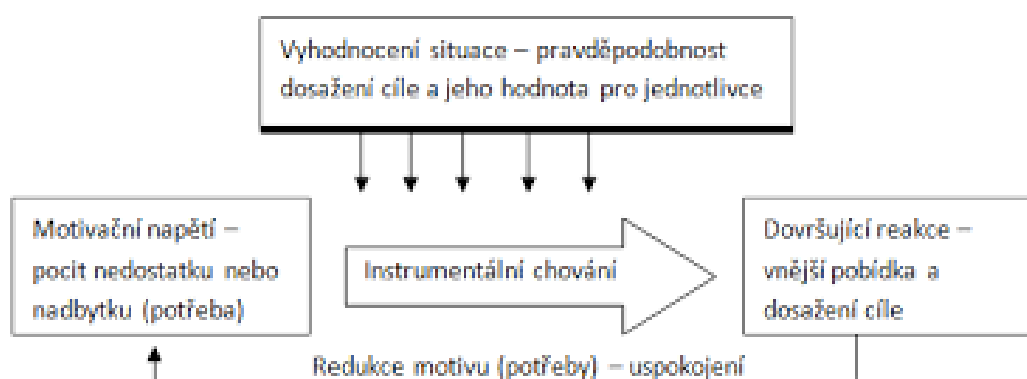 Vyhodnocení situace – pravděpodobnost
dosažení cíle a jeho hodnota pro jednotlivce
Motivační napětí –
pocit nedostatku nebo
nadbytku (potřeba)
Instrumentální chování
Dovršující reakce –
vnější pobídka a
dosažení cíle
Redukce motivu (potřeby) – uspokojení